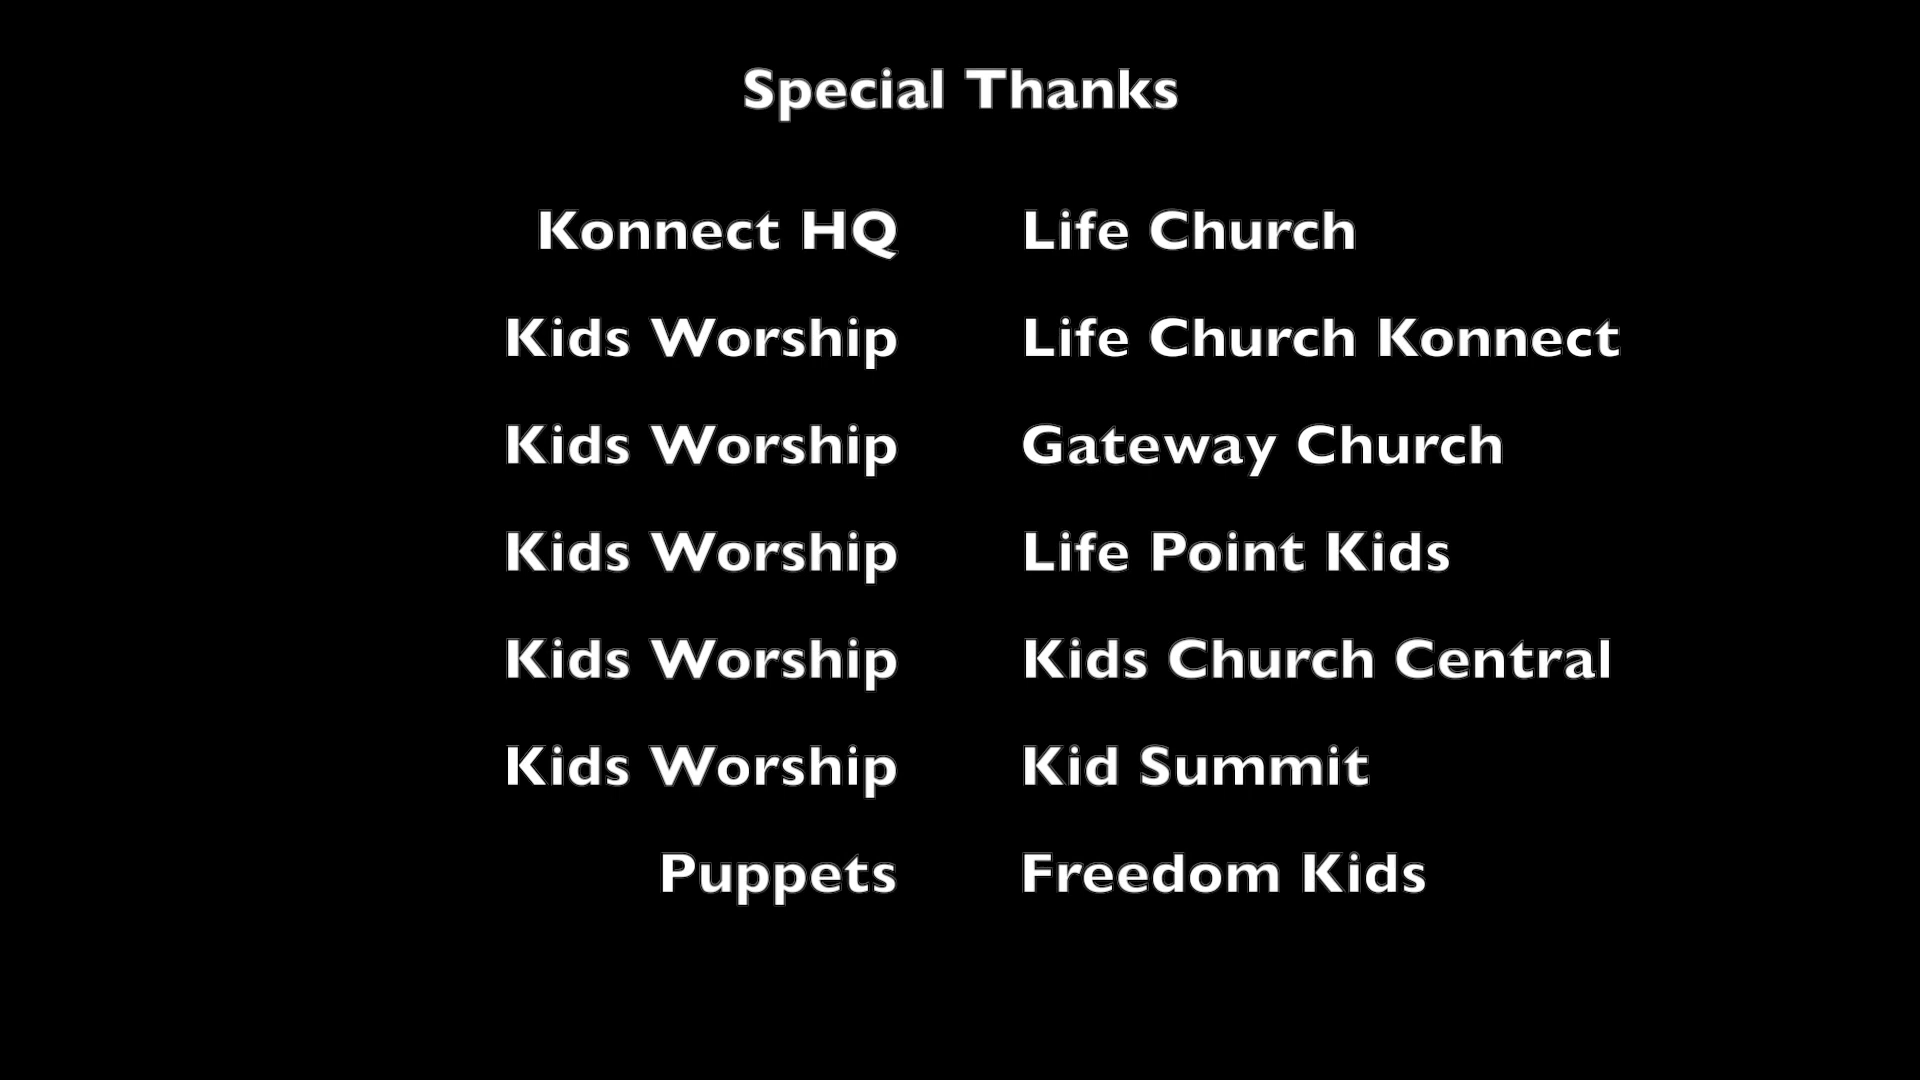 Special Thanks
Konnect HQ Life Church
Kids Worship Life Church Konnect
Kids Worship Gateway Church
Kids Worship Life Point Kids
Kids Worship Kids Church Central
Kids Worship Kid Summit
Puppets Freedom Kids